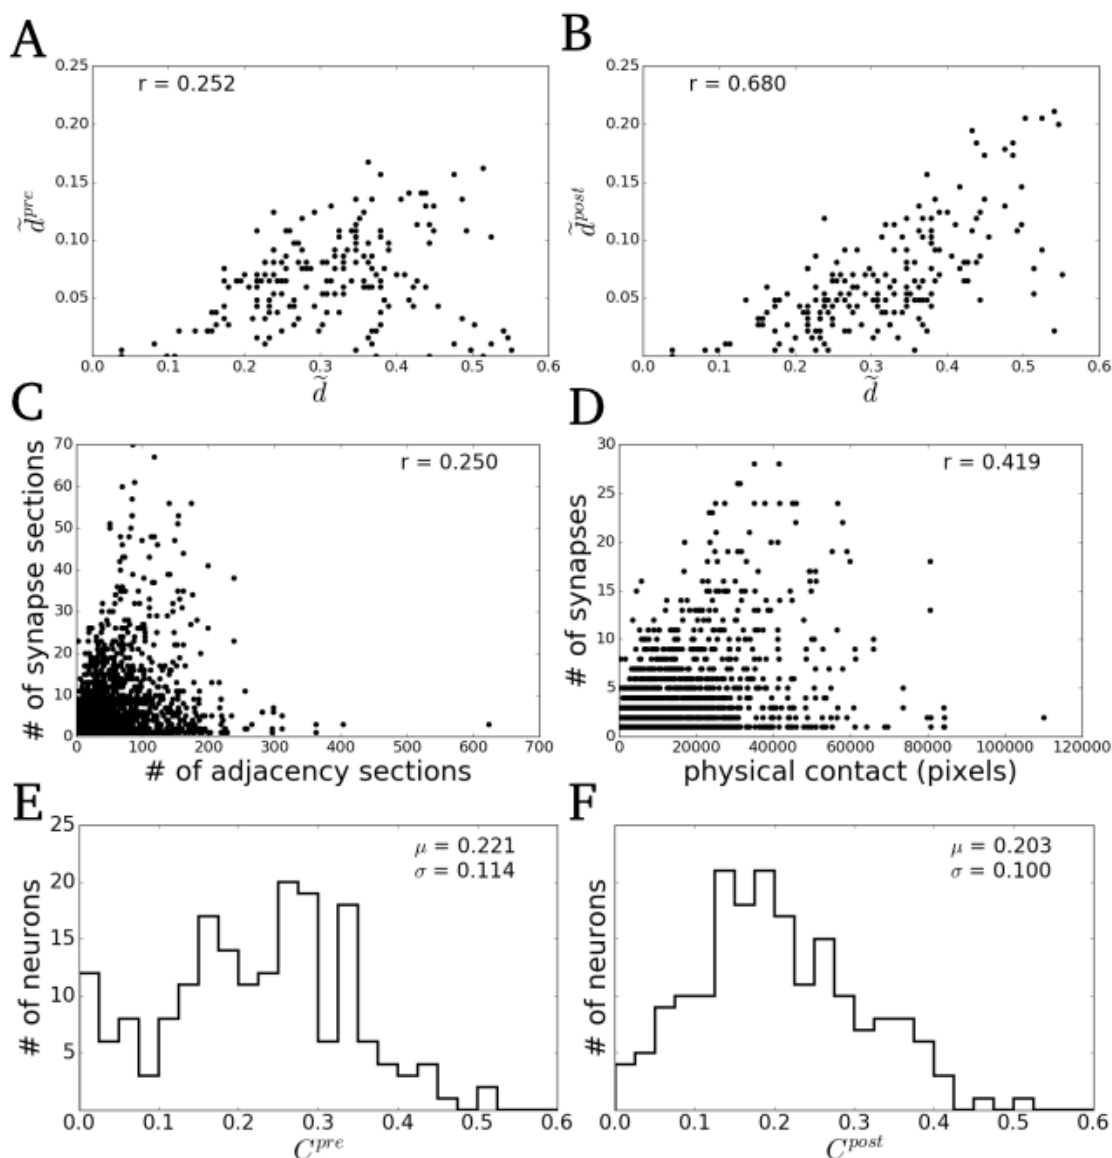 A
r = 0.252
0.25
0.20
0.15
0.10
0.05
d̃^pre
0.0 0.1 0.2 0.3 0.4 0.5 0.6
d̃
B
r = 0.680
0.25
0.20
0.15
0.10
0.05
d̃^post
0.0 0.1 0.2 0.3 0.4 0.5 0.6
d̃
C
r = 0.250
70
60
50
40
30
20
10
0
# of synapse sections
0 100 200 300 400 500 600 700
# of adjacency sections
D
r = 0.419
30
25
20
15
10
5
0
# of synapses
0 20000 40000 60000 80000 100000 120000
physical contact (pixels)
E
μ = 0.221
σ = 0.114
25
20
15
10
5
# of neurons
0.0 0.1 0.2 0.3 0.4 0.5 0.6
C^pre
F
μ = 0.203
σ = 0.100
# of neurons
0.0 0.1 0.2 0.3 0.4 0.5 0.6
C^post